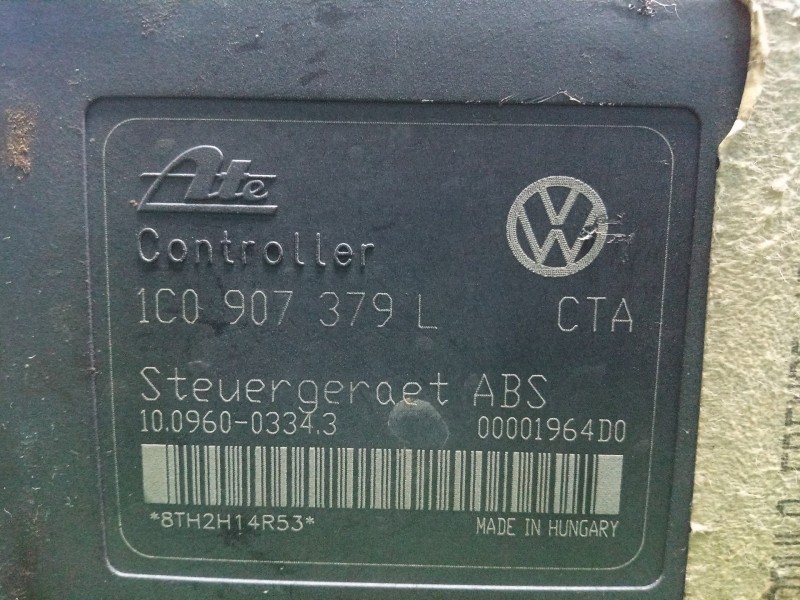 Ate
Controller
1C0 907 379 L CTA
Steuergeraet ABS
10.0960-0334.3 00001964D0
*8TH2H14R53* MADE IN HUNGARY